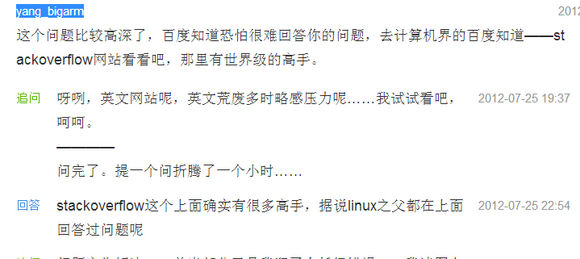 yang_bigarm
2012
这个问题比较高深了，百度知道恐怕很难回答你的问题，去计算机界的百度知道——st
ackoverflow网站看看吧，那里有世界级的高手。
追问 呀咧，英文网站呢，英文荒废多时略感压力呢……我试试看吧， 2012-07-25 19:37
呵呵。
————
问完了。提一个问折腾了一个小时……
回答 stackoverflow这个上面确实有很多高手，据说linux之父都在上面 2012-07-25 22:54
回答过问题呢